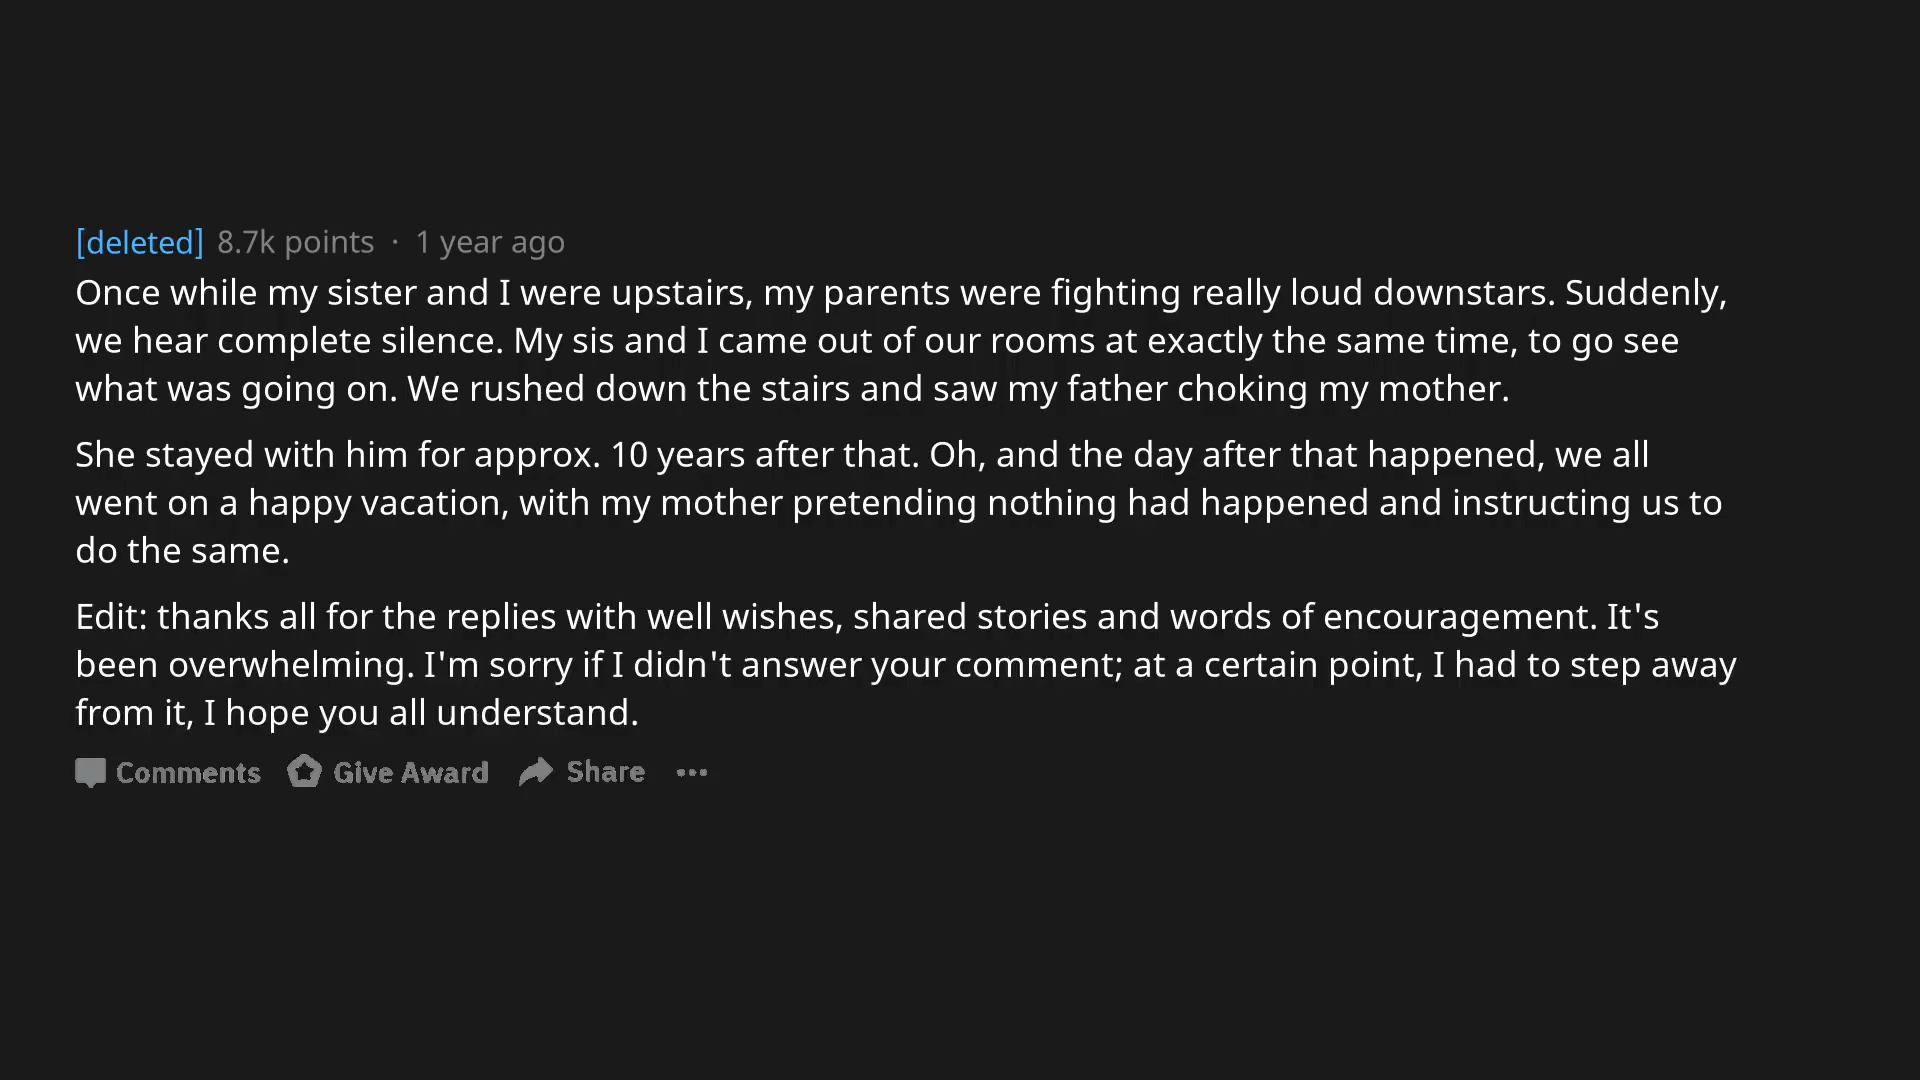 [deleted] 8.7k points · 1 year ago
Once while my sister and I were upstairs, my parents were fighting really loud downstars. Suddenly,
we hear complete silence. My sis and I came out of our rooms at exactly the same time, to go see
what was going on. We rushed down the stairs and saw my father choking my mother.
She stayed with him for approx. 10 years after that. Oh, and the day after that happened, we all
went on a happy vacation, with my mother pretending nothing had happened and instructing us to
do the same.
Edit: thanks all for the replies with well wishes, shared stories and words of encouragement. It's
been overwhelming. I'm sorry if I didn't answer your comment; at a certain point, I had to step away
from it, I hope you all understand.
Comments Give Award Share ...